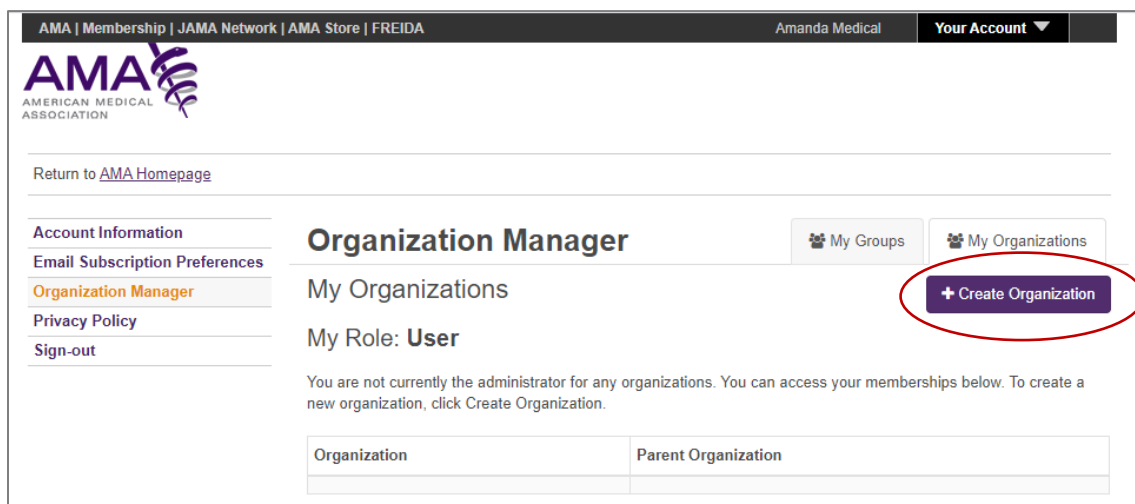 AMA | Membership | JAMA Network | AMA Store | FREIDA
Amanda Medical
Your Account
AMA
AMERICAN MEDICAL
ASSOCIATION
Return to AMA Homepage
Account Information
Email Subscription Preferences
Organization Manager
Privacy Policy
Sign-out
Organization Manager
My Groups
My Organizations
My Organizations
+ Create Organization
My Role: User
You are not currently the administrator for any organizations. You can access your memberships below. To create a
new organization, click Create Organization.
Organization
Parent Organization